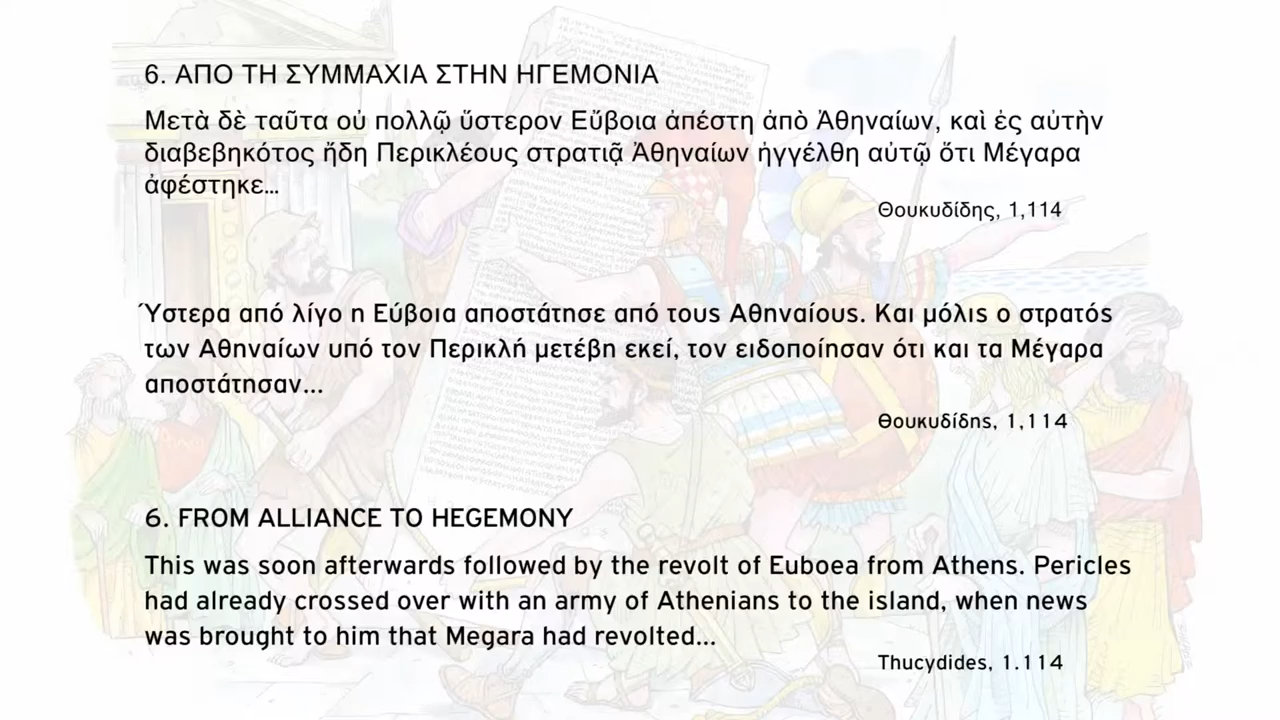 6. ΑΠΟ ΤΗ ΣΥΜΜΑΧΙΑ ΣΤΗΝ ΗΓΕΜΟΝΙΑ
Μετὰ δὲ ταῦτα οὐ πολλῷ ὕστερον Εὔβοια ἀπέστη ἀπὸ Ἀθηναίων, καὶ ἐς αὐτὴν
διαβεβηκότος ἤδη Περικλέους στρατιᾷ Ἀθηναίων ἠγγέλθη αὐτῷ ὅτι Μέγαρα
ἀφέστηκε...
Θουκυδίδης, 1,114
Ύστερα από λίγο η Εύβοια αποστάτησε από τους Αθηναίους. Και μόλις ο στρατός
των Αθηναίων υπό τον Περικλή μετέβη εκεί, τον ειδοποίησαν ότι και τα Μέγαρα
αποστάτησαν...
Θουκυδίδης, 1,114
6. FROM ALLIANCE TO HEGEMONY
This was soon afterwards followed by the revolt of Euboea from Athens. Pericles
had already crossed over with an army of Athenians to the island, when news
was brought to him that Megara had revolted...
Thucydides, 1.114